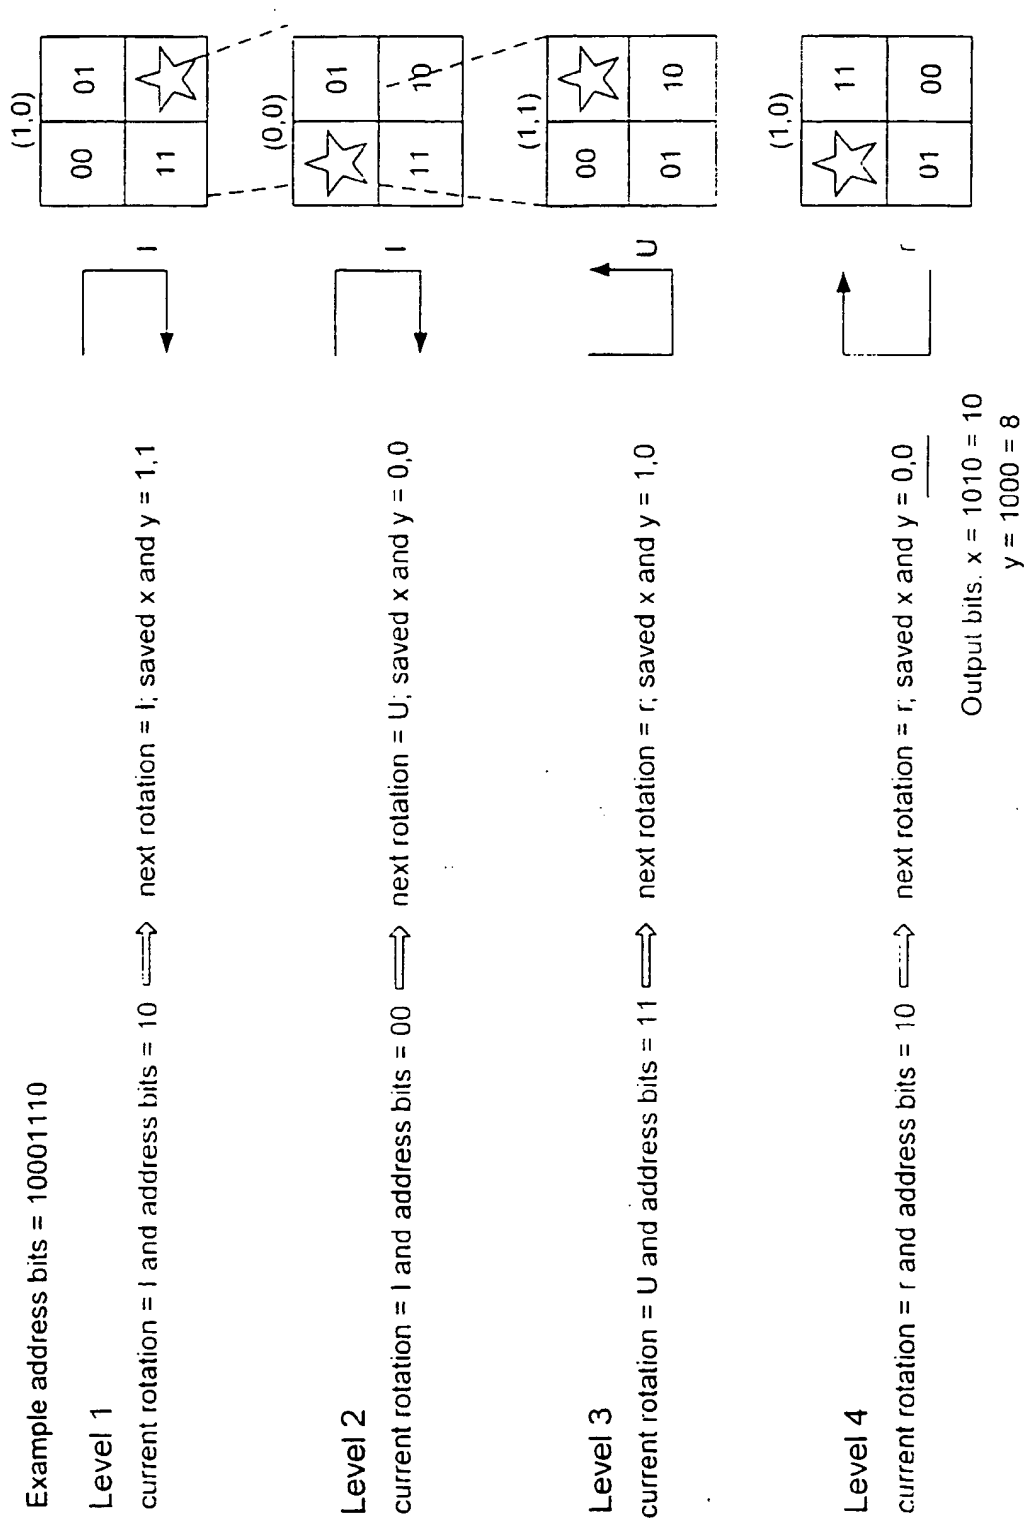 Example address bits = 10001110
Level 1
current rotation = l and address bits = 10 ⟹ next rotation = l; saved x and y = 1,1
l
(1,0)
00 01
11
Level 2
current rotation = l and address bits = 00 ⟹ next rotation = U; saved x and y = 0,0
l
(0,0)
01
11 10
Level 3
current rotation = U and address bits = 11 ⟹ next rotation = r; saved x and y = 1,0
U
(1,1)
00
01 10
Level 4
current rotation = r and address bits = 10 ⟹ next rotation = r; saved x and y = 0,0
r
(1,0)
11
01 00
Output bits. x = 1010 = 10
y = 1000 = 8